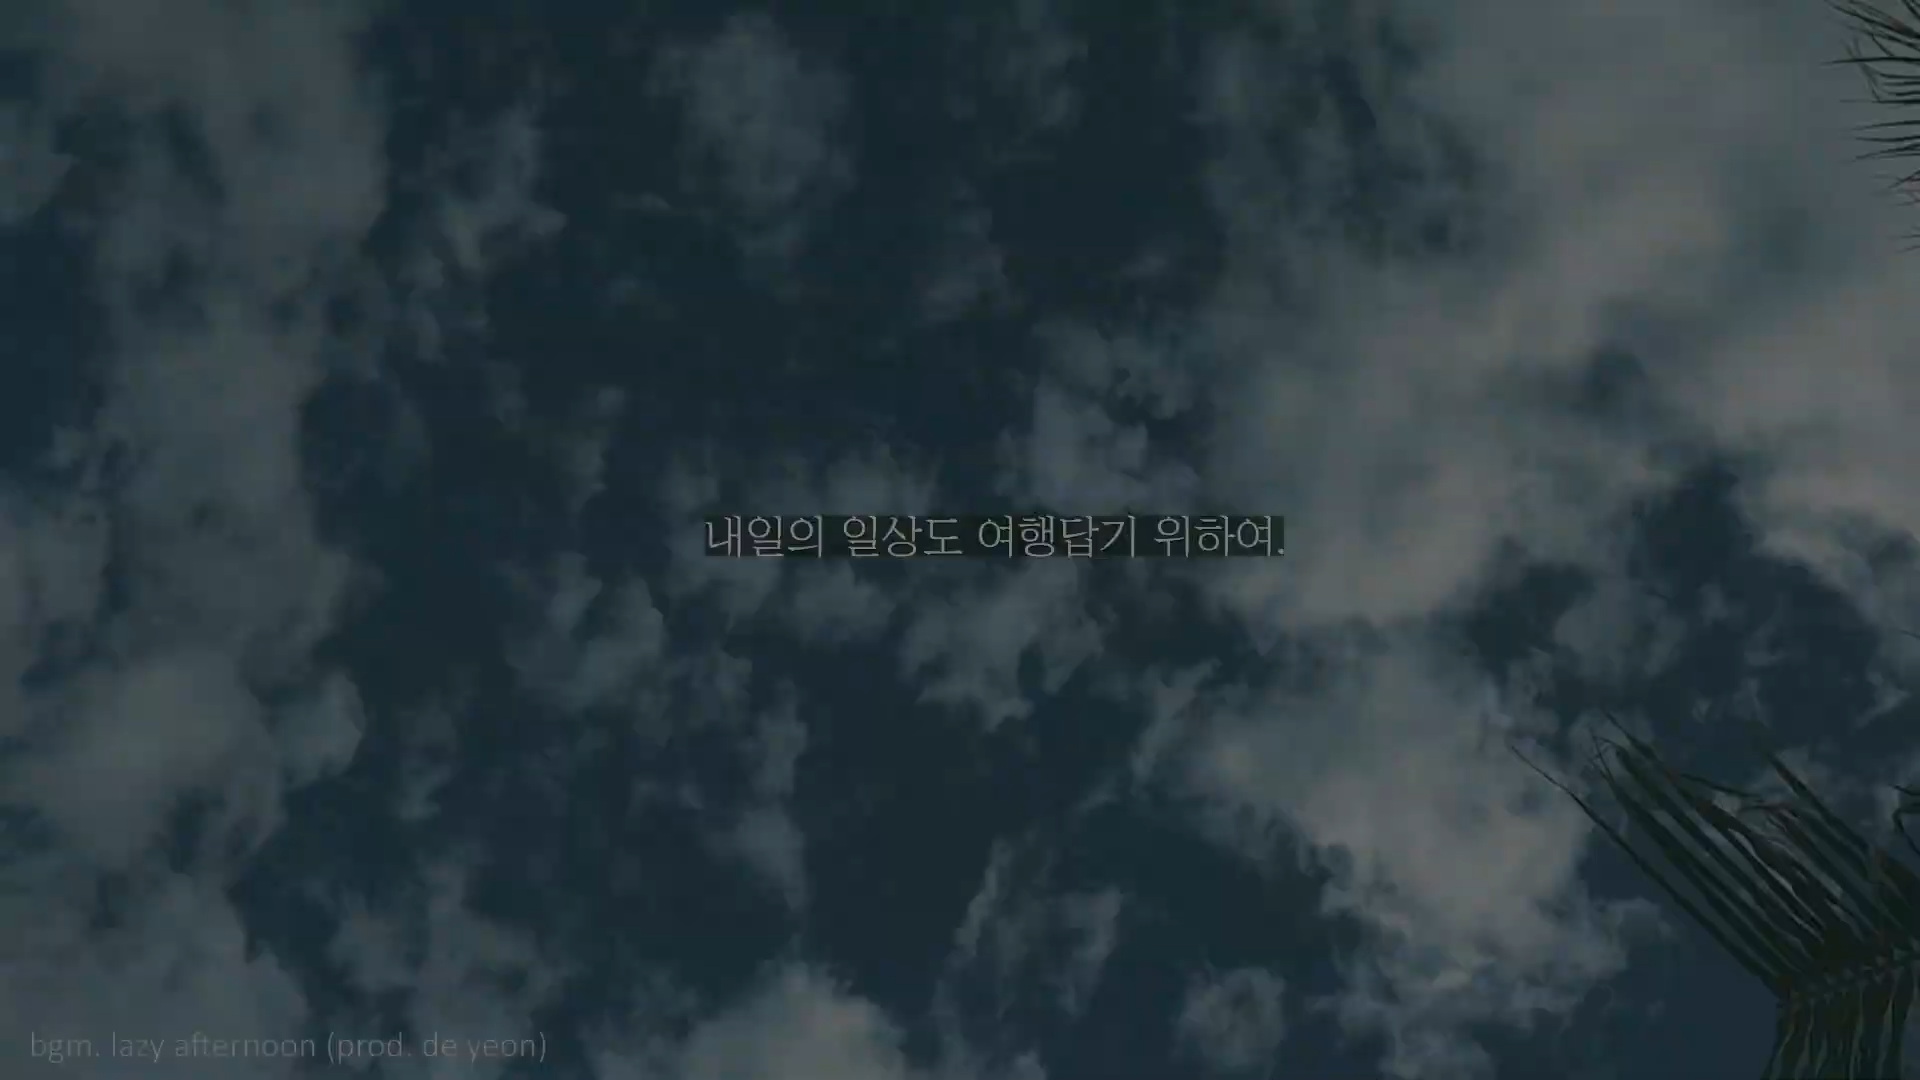 내일의 일상도 여행답기 위하여.
bgm. lazy afternoon (prod. de yeon)